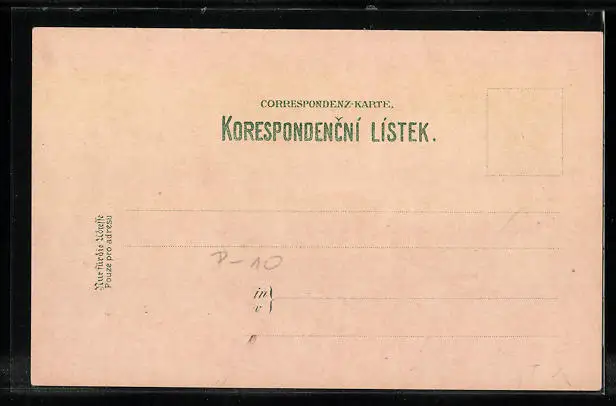 CORRESPONDENZ-KARTE.
KORESPONDENČNÍ LÍSTEK.
Nur für die Adresse
Pouze pro adresu
P-10
in
v